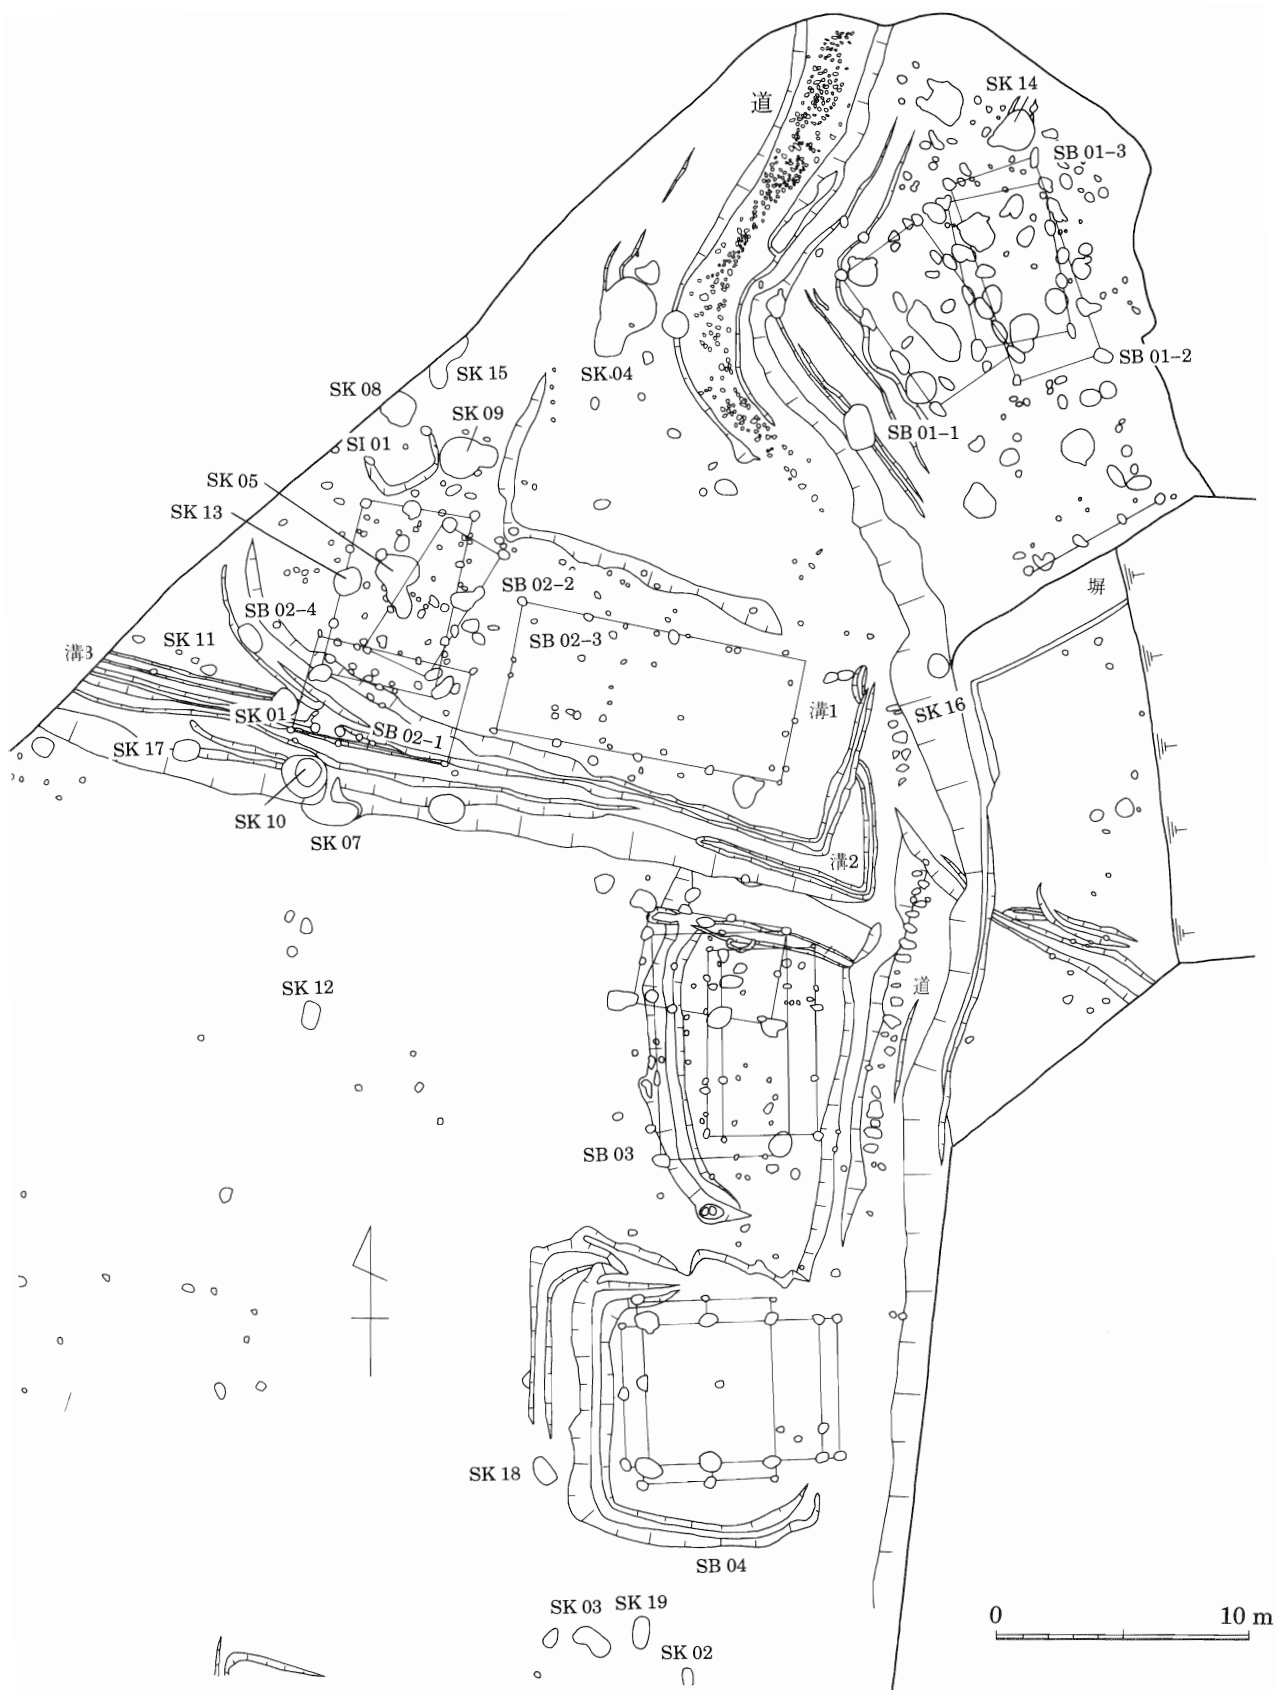 道
SK 14
SB 01-3
SB 01-2
SK 04
SK 15
SK 08
SK 09
SI 01
SB 01-1
SK 05
SK 13
塀
SB 02-2
SB 02-4
SB 02-3
SK 11
溝3
溝1
SK 16
SK 01
SB 02-1
SK 17
SK 10
SK 07
溝2
道
SK 12
SB 03
SK 18
SB 04
SK 03
SK 19
SK 02
0
10 m